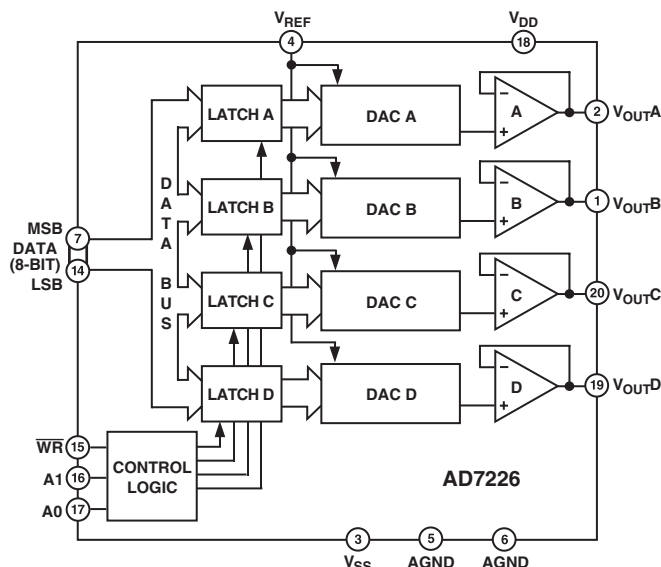 VREF
4
VDD
18
LATCH A
DAC A
A
−
+
2
VOUTA
LATCH B
DAC B
B
−
+
1
VOUTB
DATA BUS
MSB
7
DATA
(8-BIT)
14
LSB
LATCH C
DAC C
C
−
+
20
VOUTC
LATCH D
DAC D
D
−
+
19
VOUTD
WR
15
A1
16
A0
17
CONTROL
LOGIC
AD7226
3
5
6
VSS
AGND
AGND